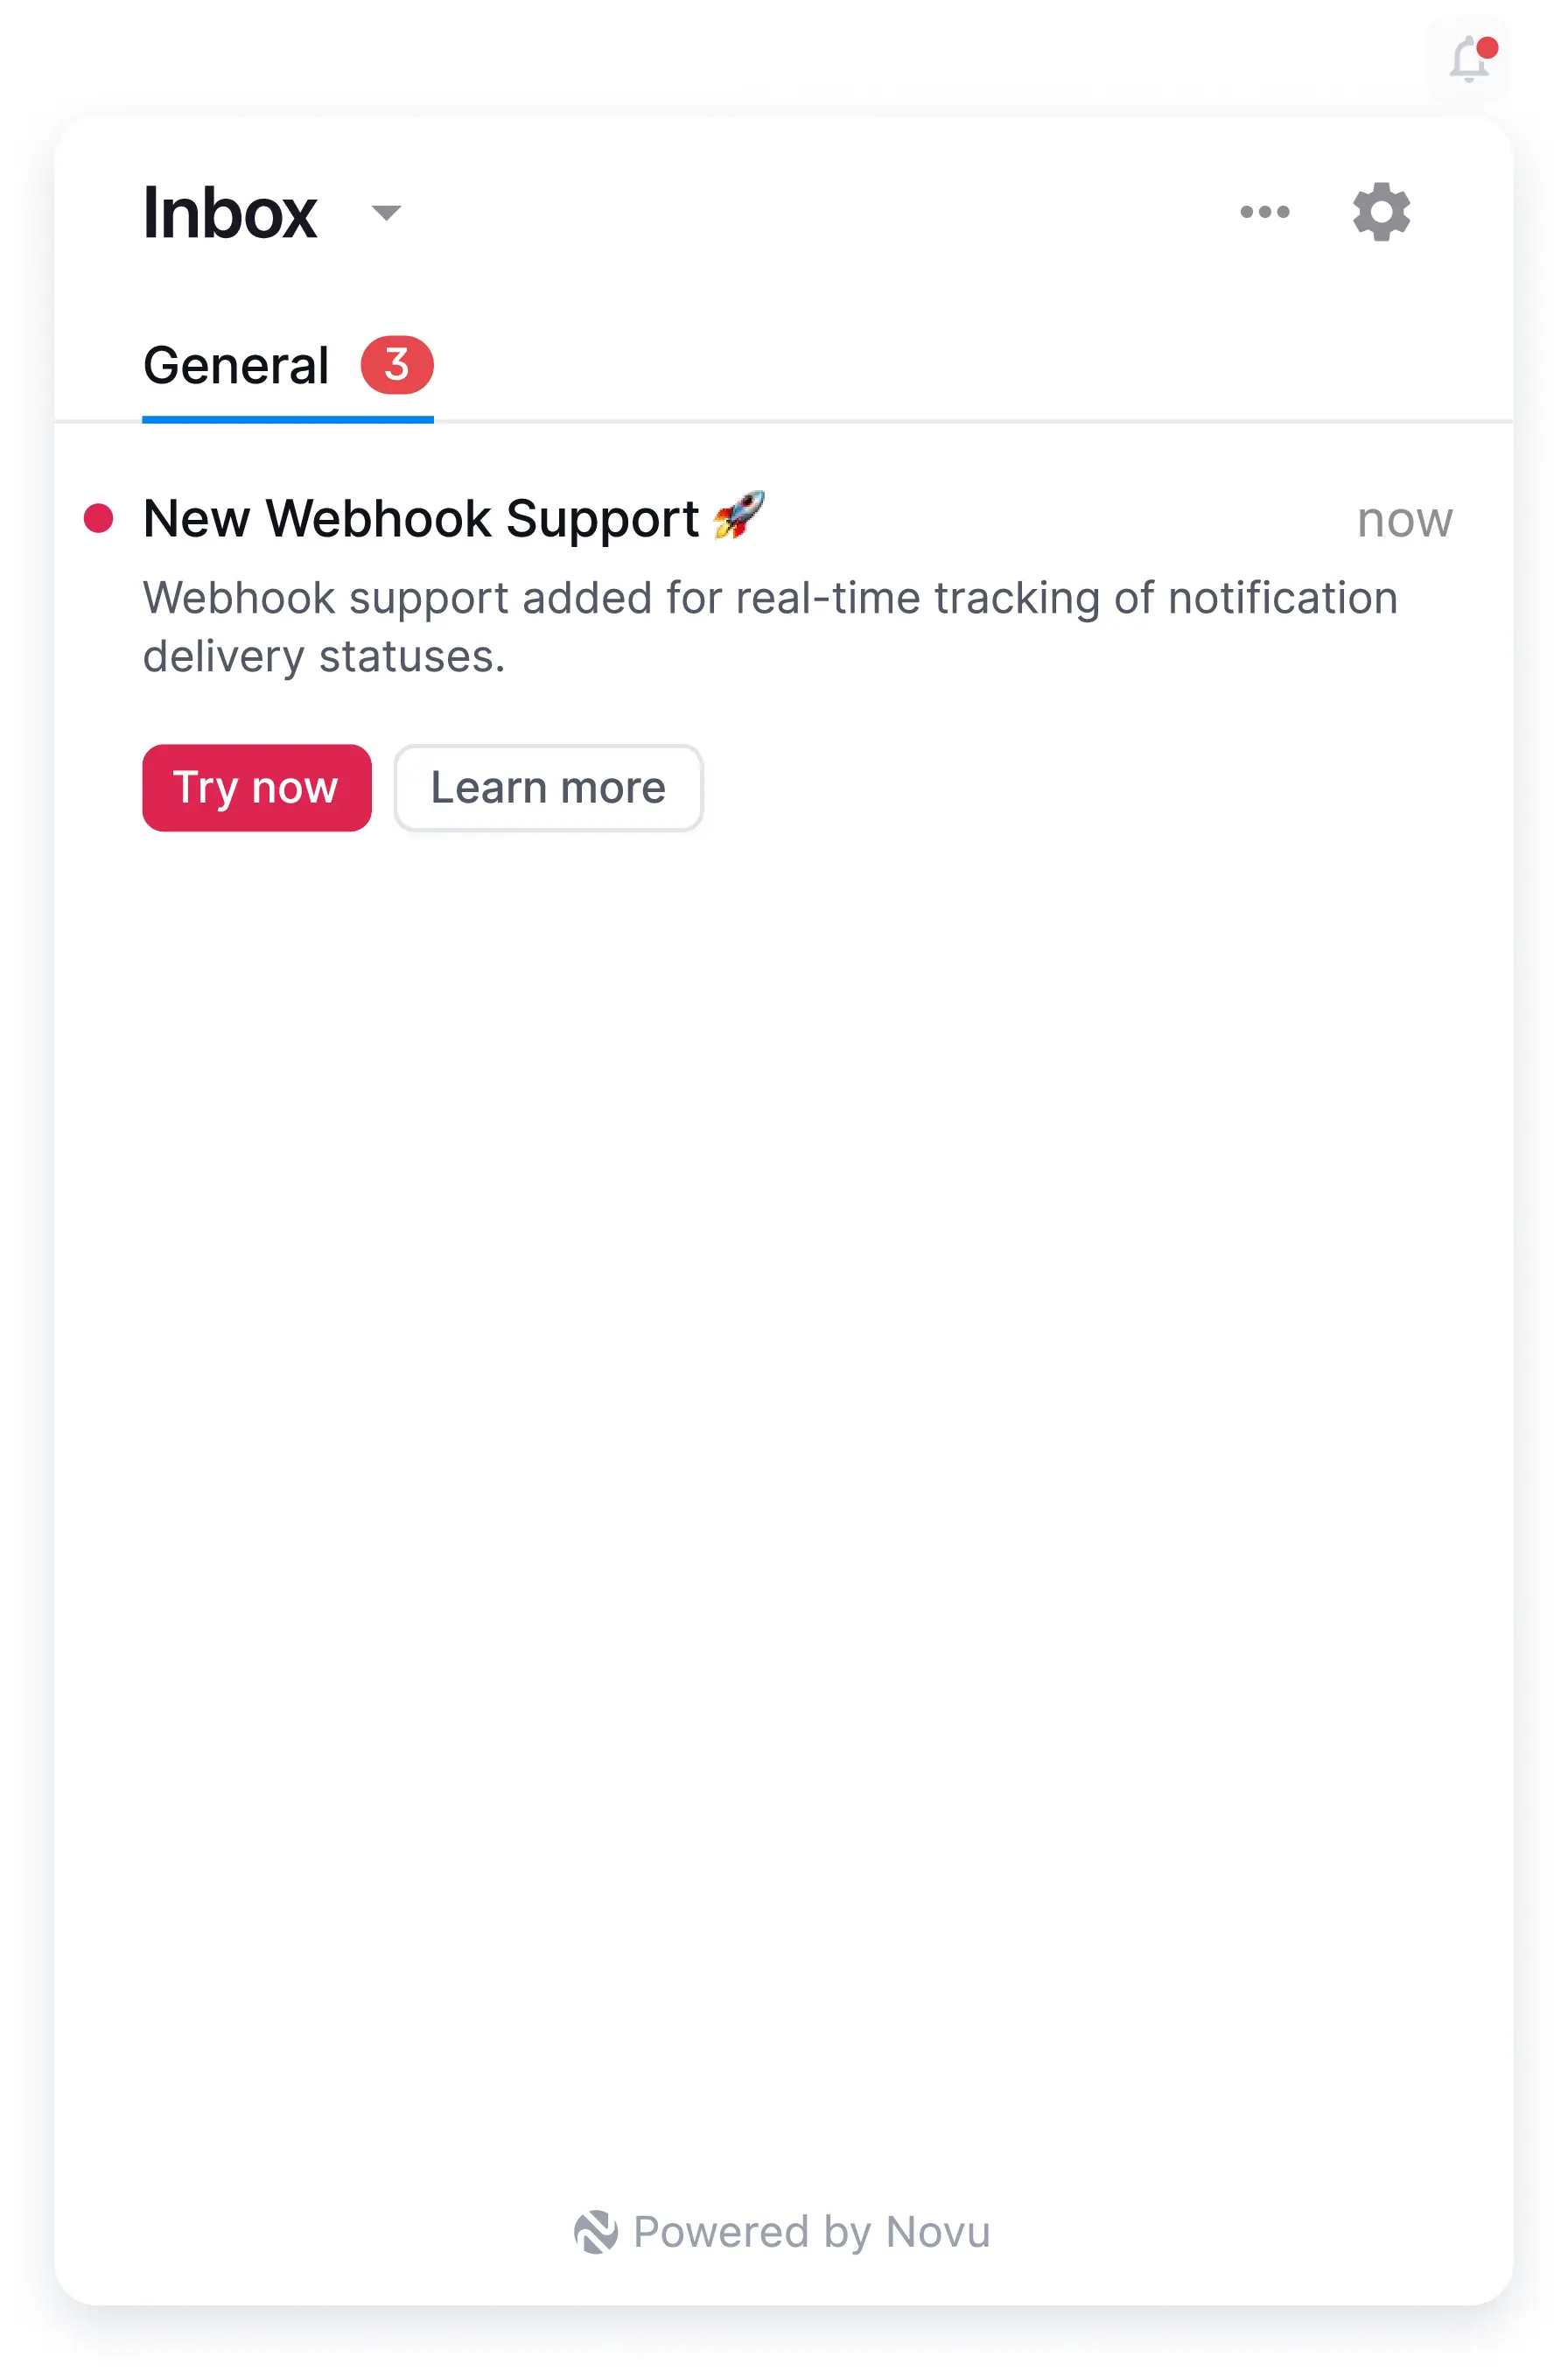 Inbox
General 3
New Webhook Support 🚀 now
Webhook support added for real-time tracking of notification
delivery statuses.
Try now Learn more
Powered by Novu